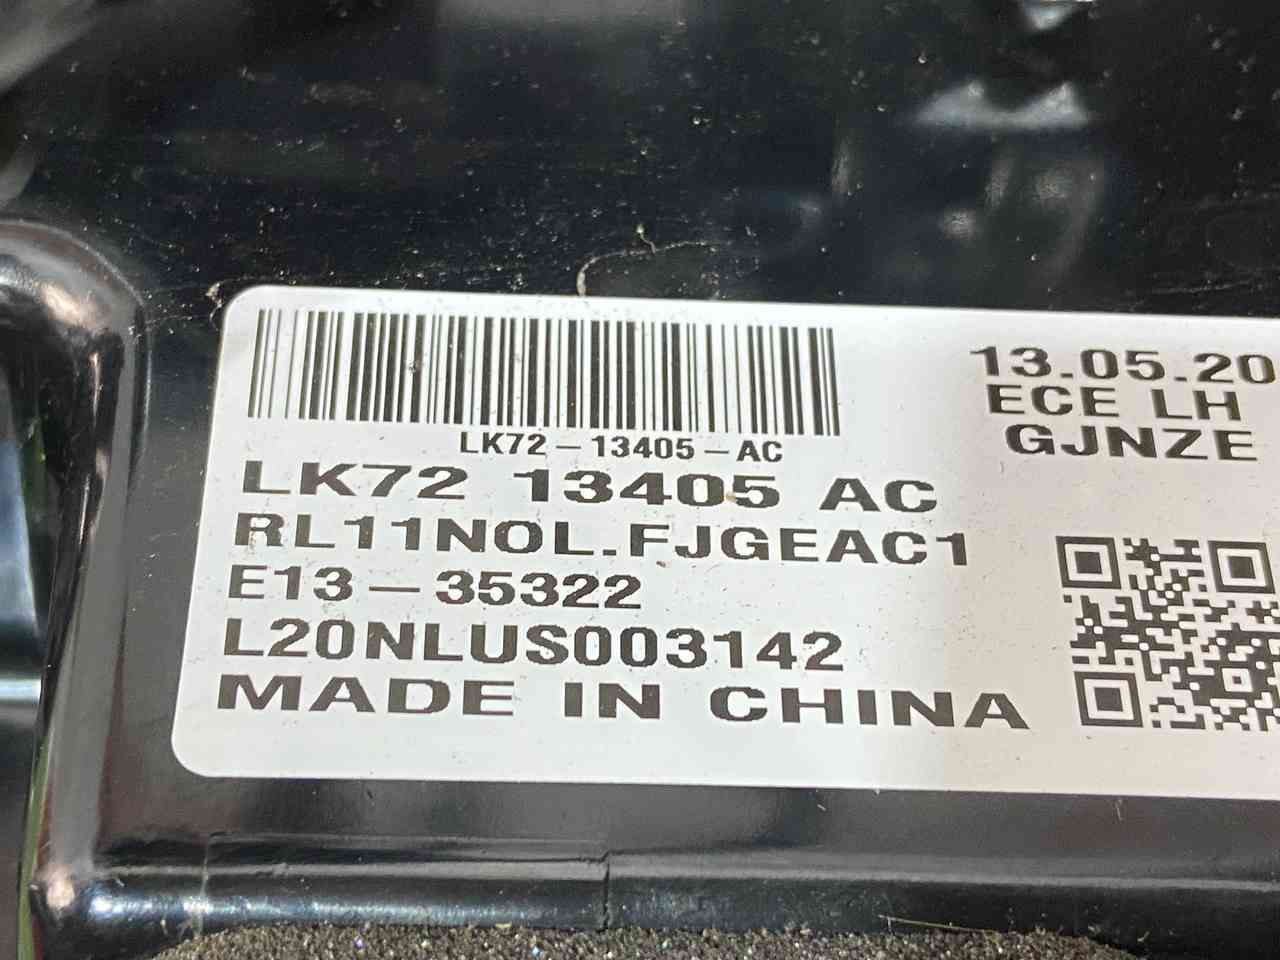 LK72-13405-AC
LK72 13405 AC
RL11NOL.FJGEAC1
E13-35322
L20NLUS003142
MADE IN CHINA
13.05.20
ECE LH
GJNZE